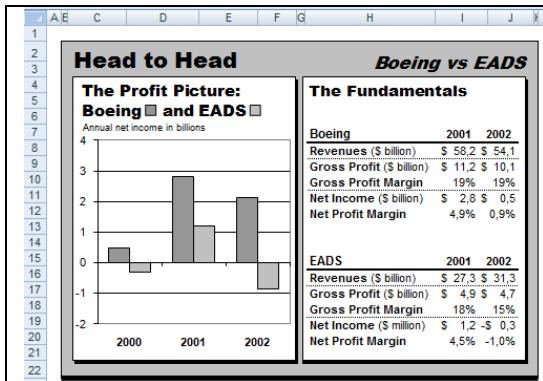 A B C D E F G H I J K
1
2
3
4
5
6
7
8
9
10
11
12
13
14
15
16
17
18
19
20
21
22
Head to Head
Boeing vs EADS
The Profit Picture:
Boeing and EADS
Annual net income in billions
4
3
2
1
0
-1
-2
2000 2001 2002
The Fundamentals
Boeing 2001 2002
Revenues ($ billion) $ 58,2 $ 54,1
Gross Profit ($ billion) $ 11,2 $ 10,1
Gross Profit Margin 19% 19%
Net Income ($ billion) $ 2,8 $ 0,5
Net Profit Margin 4,9% 0,9%
EADS 2001 2002
Revenues ($ billion) $ 27,3 $ 31,3
Gross Profit ($ billion) $ 4,9 $ 4,7
Gross Profit Margin 18% 15%
Net Income ($ million) $ 1,2 -$ 0,3
Net Profit Margin 4,5% -1,0%